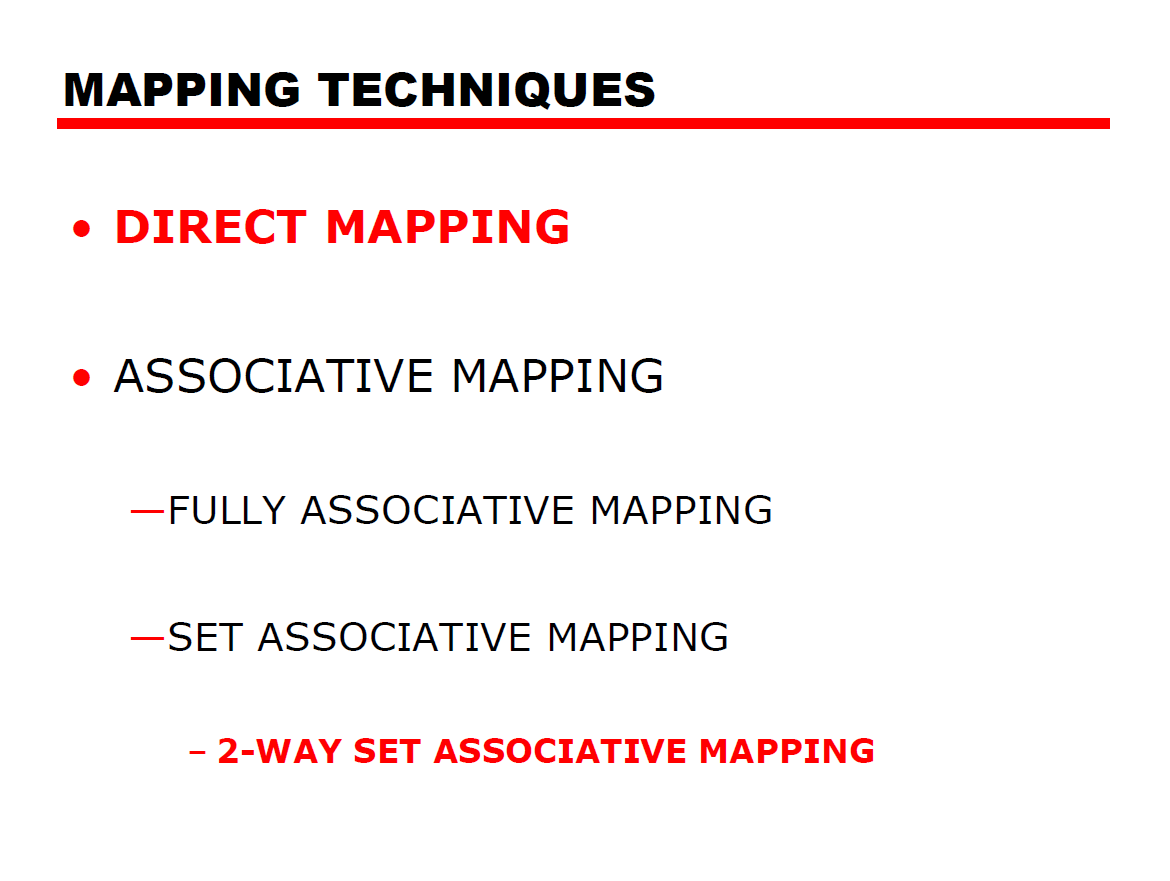 MAPPING TECHNIQUES
• DIRECT MAPPING
• ASSOCIATIVE MAPPING
—FULLY ASSOCIATIVE MAPPING
—SET ASSOCIATIVE MAPPING
– 2-WAY SET ASSOCIATIVE MAPPING